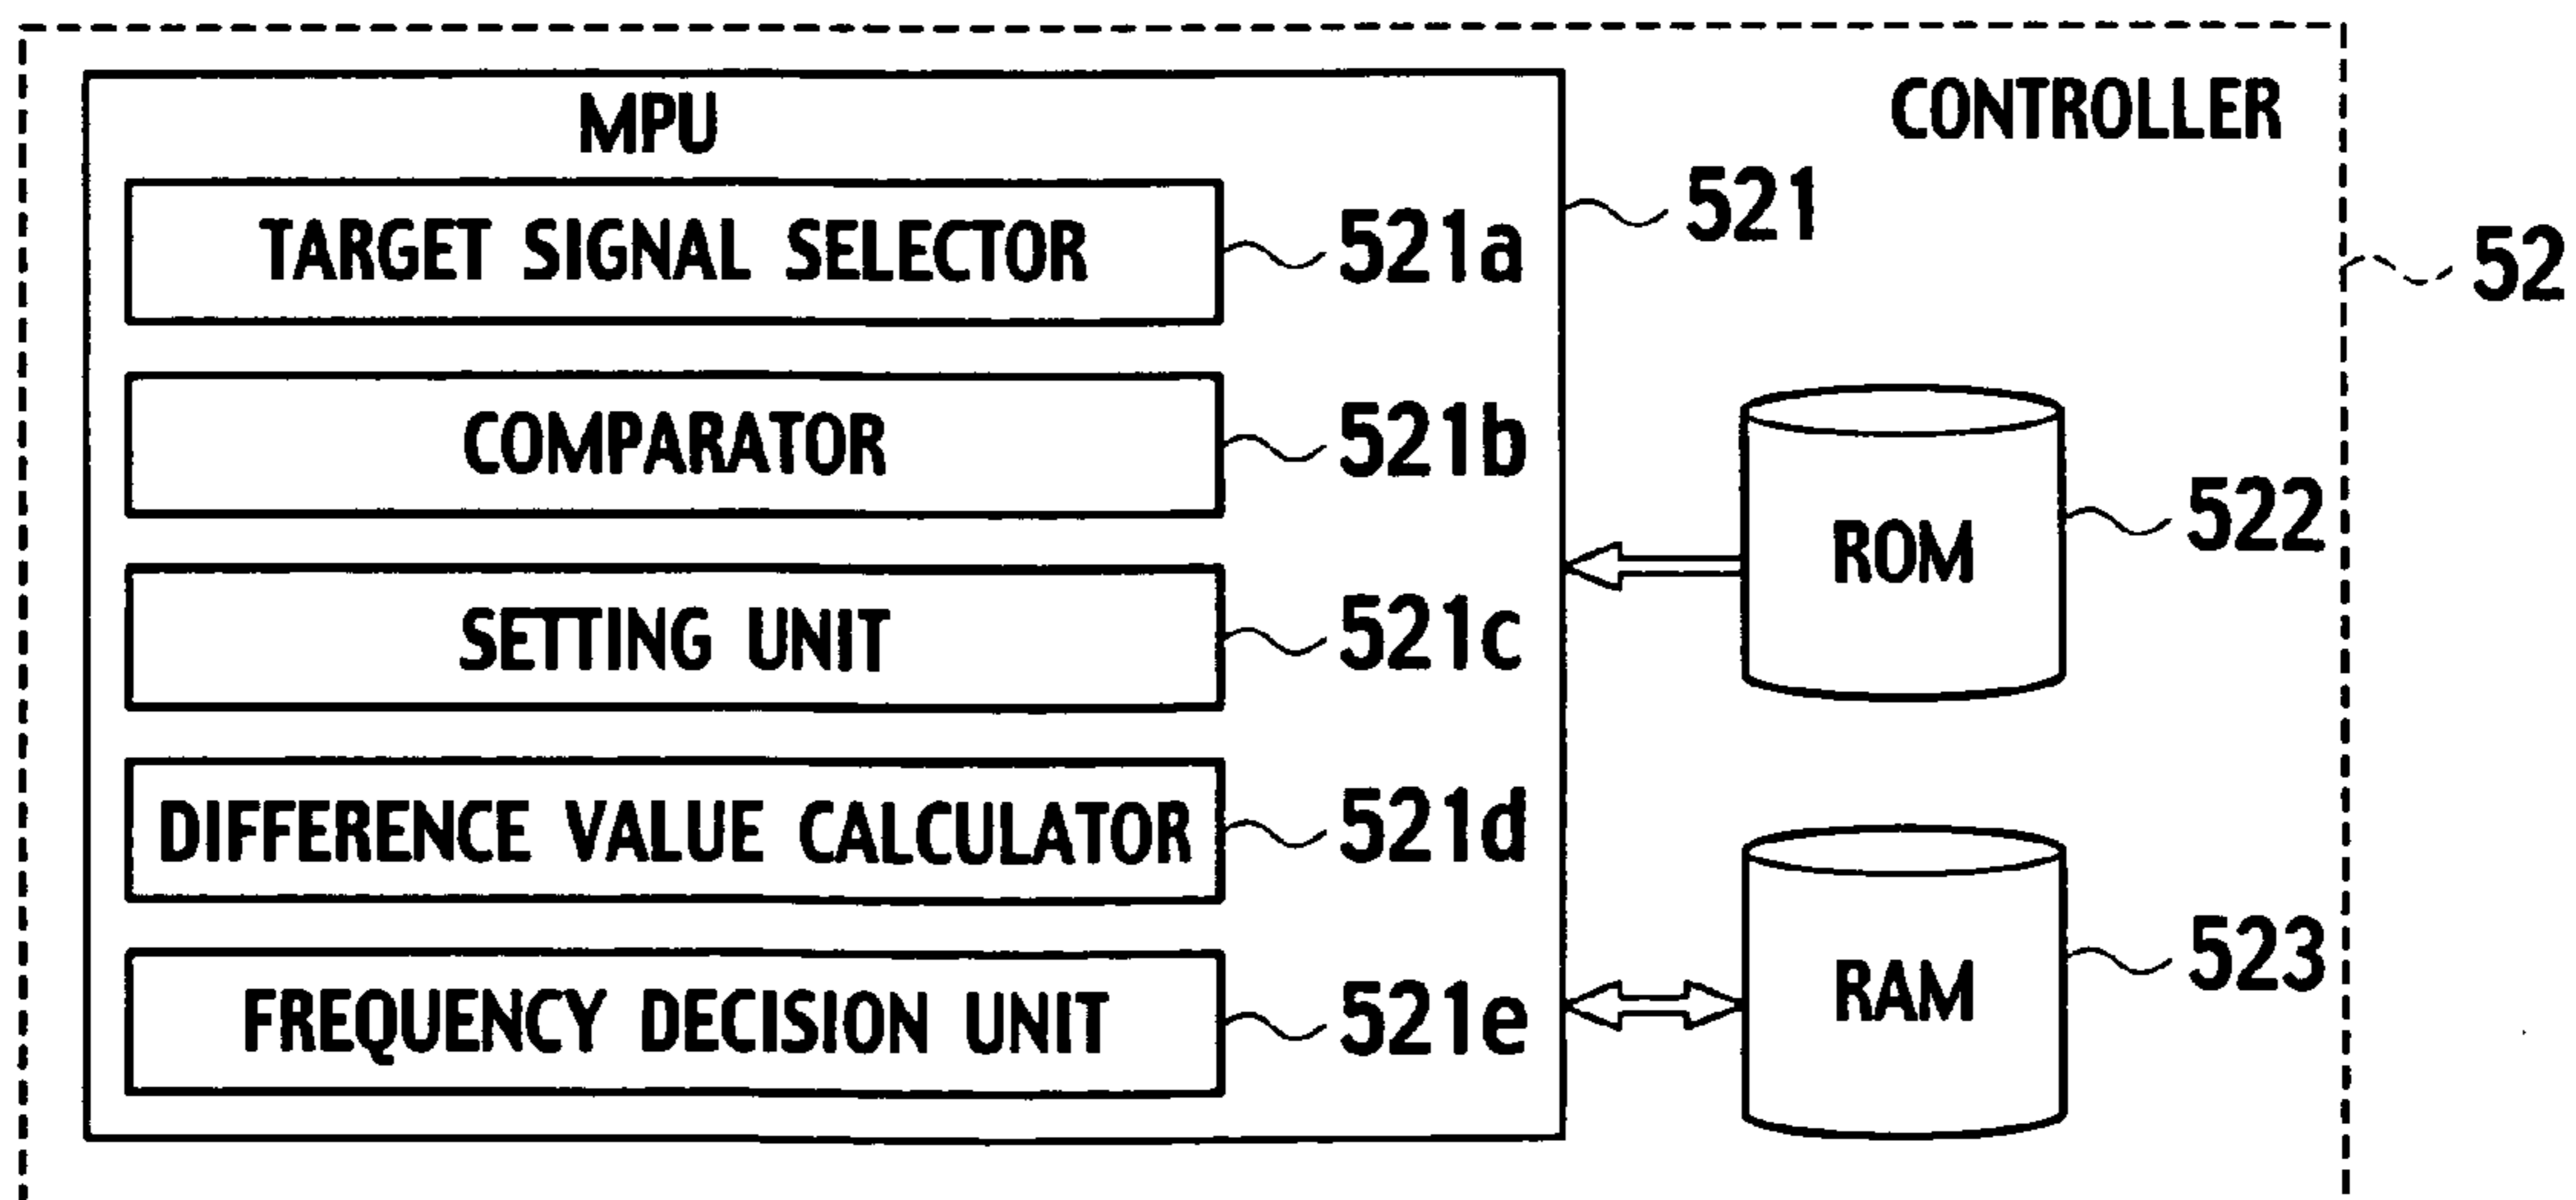 CONTROLLER
MPU
521
TARGET SIGNAL SELECTOR 521a
52
COMPARATOR 521b
522
ROM
SETTING UNIT 521c
DIFFERENCE VALUE CALCULATOR 521d
523
RAM
FREQUENCY DECISION UNIT 521e